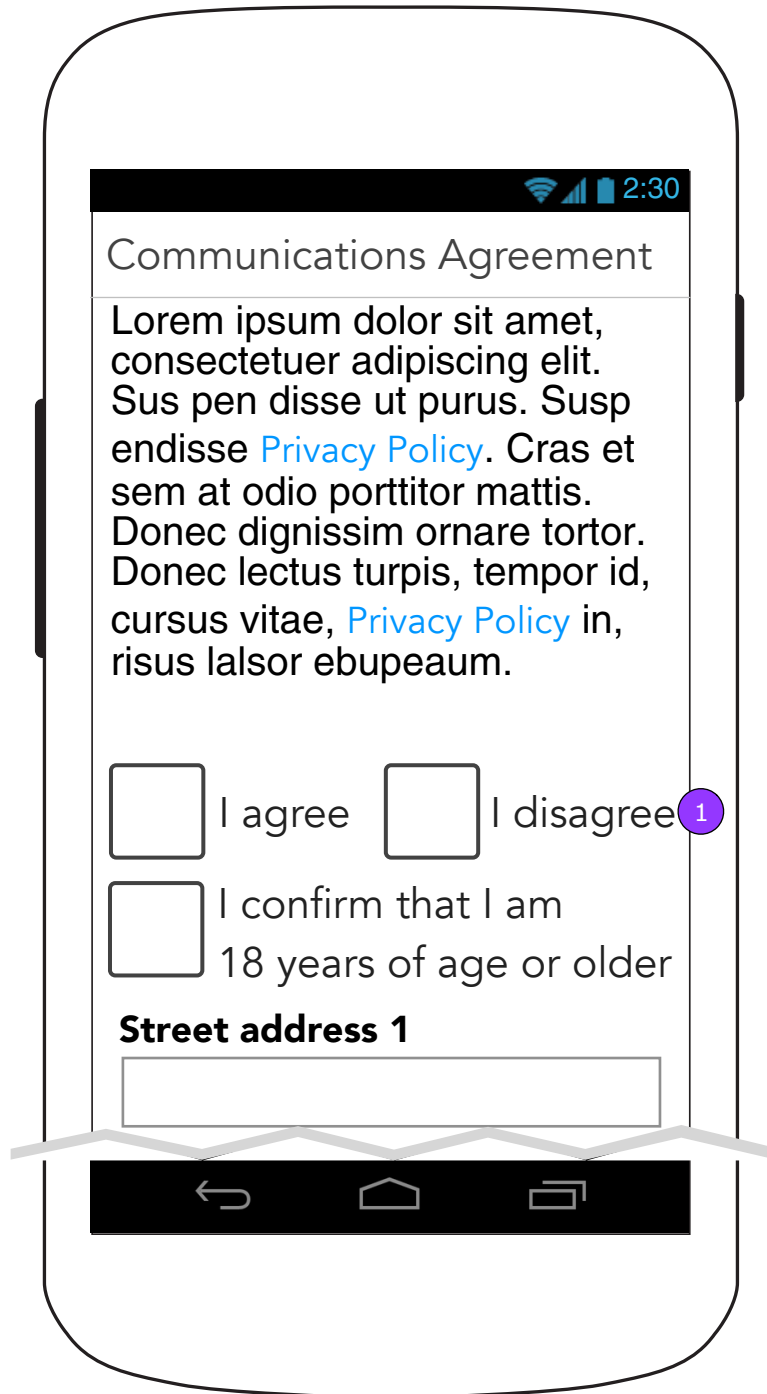 2:30
Communications Agreement
Lorem ipsum dolor sit amet,
consectetuer adipiscing elit.
Sus pen disse ut purus. Susp
endisse Privacy Policy. Cras et
sem at odio porttitor mattis.
Donec dignissim ornare tortor.
Donec lectus turpis, tempor id,
cursus vitae, Privacy Policy in,
risus lalsor ebupeaum.
I agree I disagree 1
I confirm that I am
18 years of age or older
Street address 1